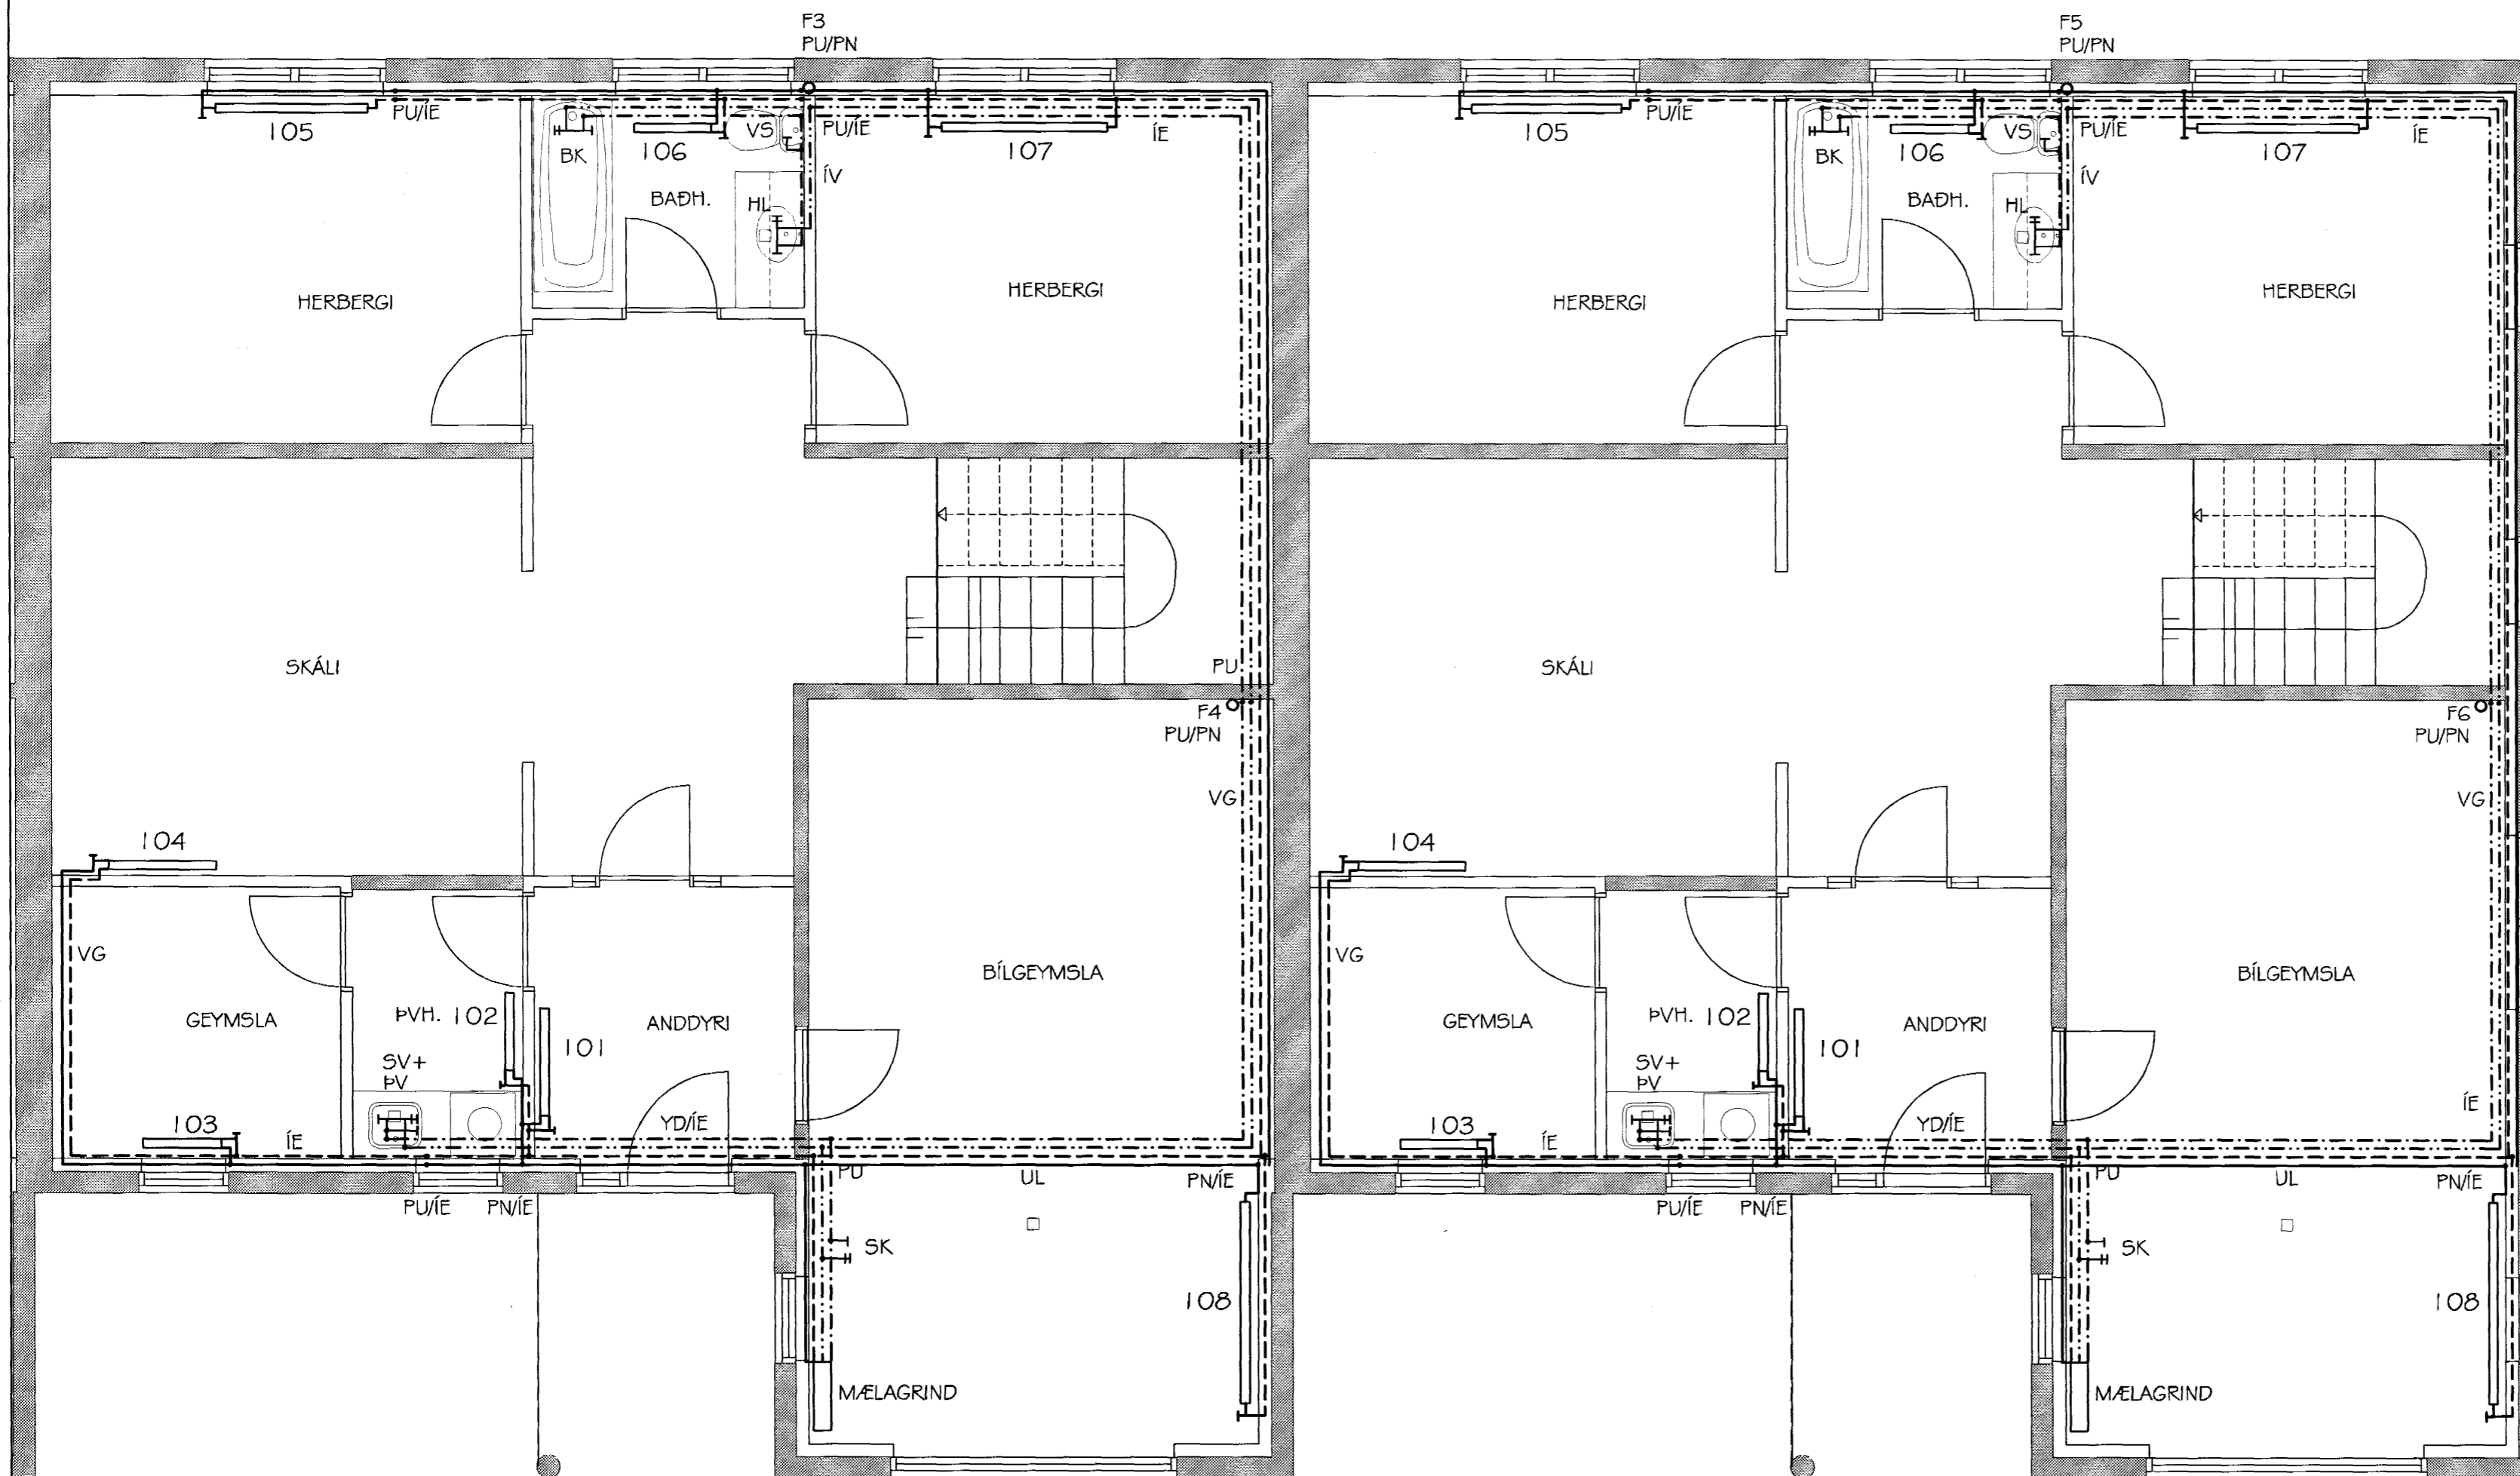 F3
PU/PN
F5
PU/PN
105
PU/ÍE
BK
106
VS
PU/ÍE
107
ÍE
ÍV
BAÐH.
HL
HERBERGI
HERBERGI
105
PU/ÍE
BK
106
VS
PU/ÍE
107
ÍE
ÍV
BAÐH.
HL
HERBERGI
HERBERGI
SKÁLI
PU
F4
PU/PN
VG
SKÁLI
F6
PU/PN
VG
104
VG
GEYMSLA
ÞVH. 102
101
ANDDYRI
BÍLGEYMSLA
SV+
ÞV
103
ÍE
YD/ÍE
104
VG
GEYMSLA
ÞVH. 102
101
ANDDYRI
BÍLGEYMSLA
SV+
ÞV
103
ÍE
YD/ÍE
ÍE
PU
UL
PN/ÍE
PU/ÍE
PN/ÍE
SK
108
MÆLAGRIND
PU
UL
PN/ÍE
PU/ÍE
PN/ÍE
SK
108
MÆLAGRIND